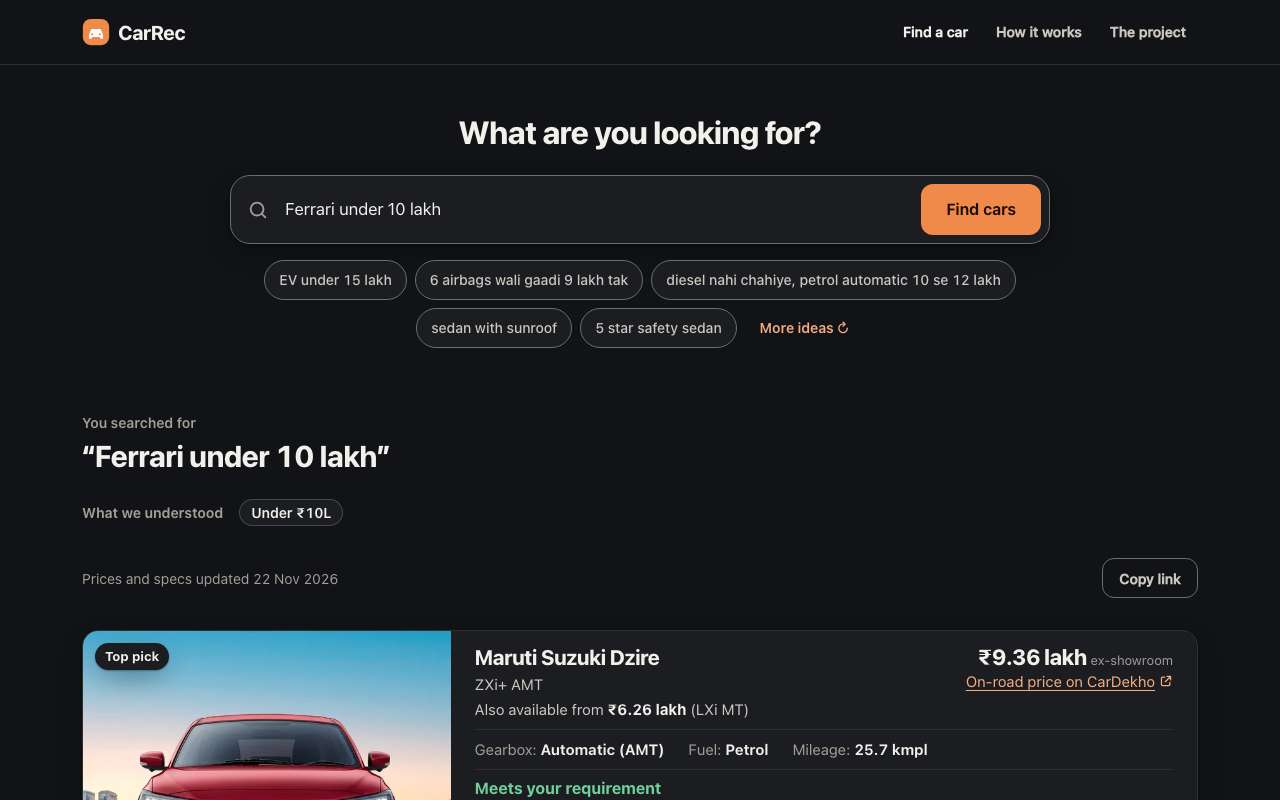 CarRec
Find a car
How it works
The project
What are you looking for?
Ferrari under 10 lakh
Find cars
EV under 15 lakh
6 airbags wali gaadi 9 lakh tak
diesel nahi chahiye, petrol automatic 10 se 12 lakh
sedan with sunroof
5 star safety sedan
More ideas ↻
You searched for
“Ferrari under 10 lakh”
What we understood
Under ₹10L
Prices and specs updated 22 Nov 2026
Copy link
Top pick
Maruti Suzuki Dzire
₹9.36 lakh ex-showroom
ZXi+ AMT
On-road price on CarDekho
Also available from ₹6.26 lakh (LXi MT)
Gearbox: Automatic (AMT) Fuel: Petrol Mileage: 25.7 kmpl
Meets your requirement